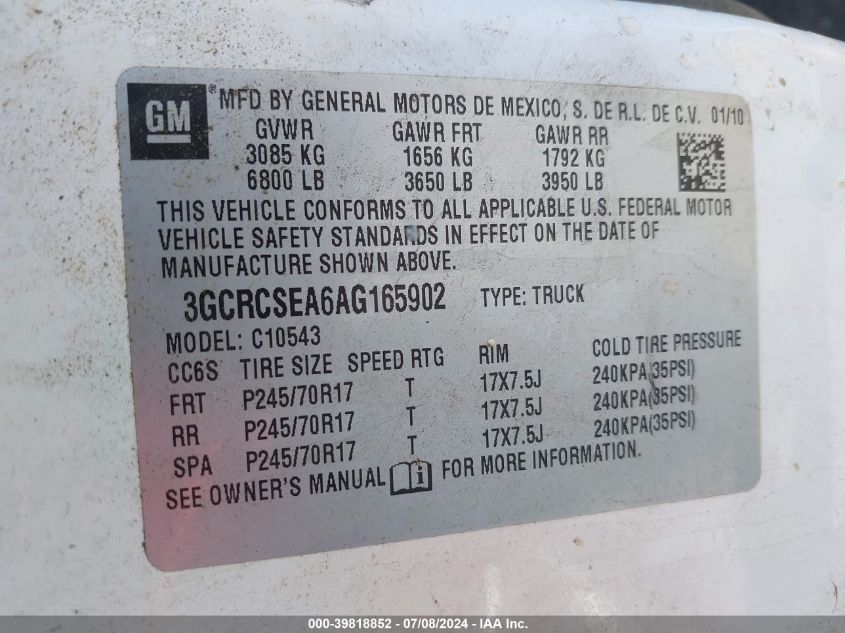 GM ® MFD BY GENERAL MOTORS DE MEXICO, S. DE R.L. DE C.V. 01/10
GVWR GAWR FRT GAWR RR
3085 KG 1656 KG 1792 KG
6800 LB 3650 LB 3950 LB
THIS VEHICLE CONFORMS TO ALL APPLICABLE U.S. FEDERAL MOTOR
VEHICLE SAFETY STANDARDS IN EFFECT ON THE DATE OF
MANUFACTURE SHOWN ABOVE.
3GCRCSEA6AG165902 TYPE: TRUCK
MODEL: C10543
CC6S TIRE SIZE SPEED RTG RIM COLD TIRE PRESSURE
FRT P245/70R17 T 17X7.5J 240KPA(35PSI)
RR P245/70R17 T 17X7.5J 240KPA(35PSI)
SPA P245/70R17 T 17X7.5J 240KPA(35PSI)
SEE OWNER'S MANUAL i FOR MORE INFORMATION.
000-39818852 - 07/08/2024 - IAA Inc.